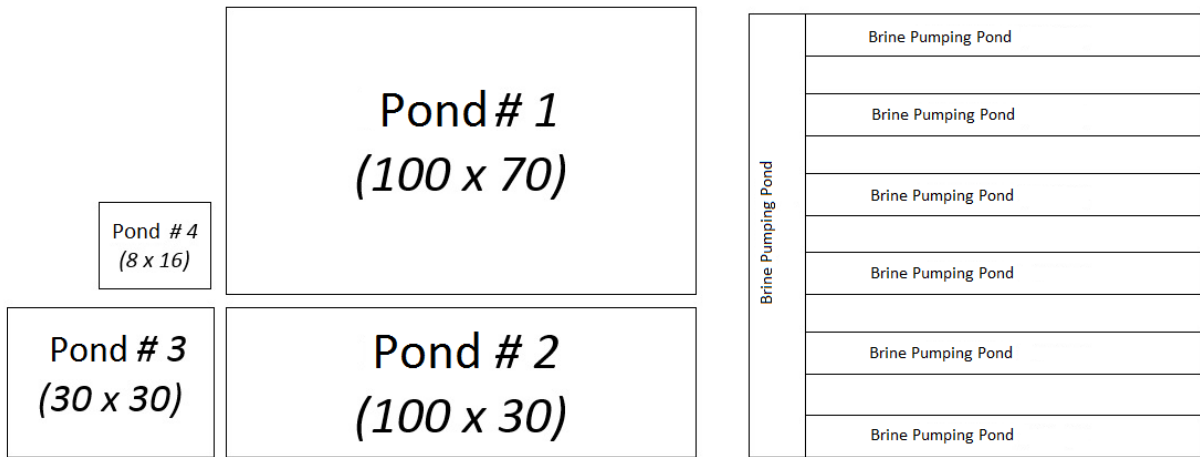 Pond # 1
(100 x 70)
Pond # 4
(8 x 16)
Pond # 3
(30 x 30)
Pond # 2
(100 x 30)
Brine Pumping Pond
Brine Pumping Pond
Brine Pumping Pond
Brine Pumping Pond
Brine Pumping Pond
Brine Pumping Pond
Brine Pumping Pond